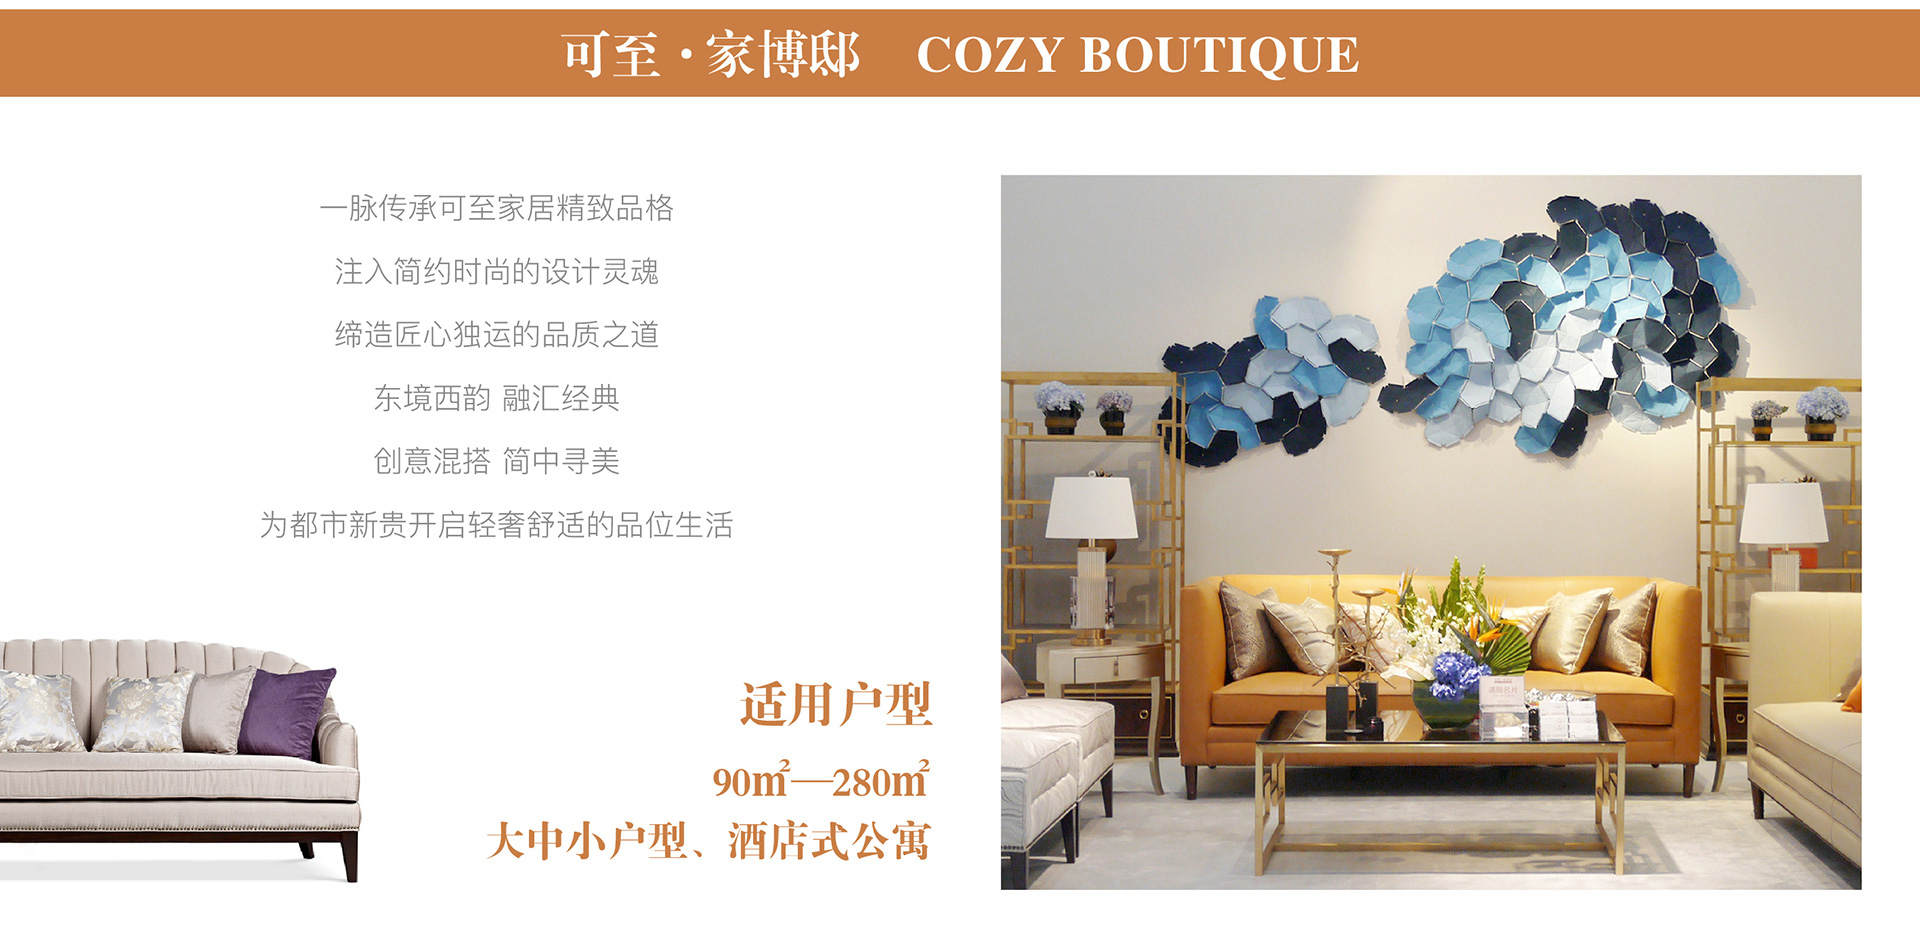 可至·家博邸 COZY BOUTIQUE
一脉传承可至家居精致品格
注入简约时尚的设计灵魂
缔造匠心独运的品质之道
东境西韵 融汇经典
创意混搭 简中寻美
为都市新贵开启轻奢舒适的品位生活
适用户型
90㎡—280㎡
大中小户型、酒店式公寓
请赐名片